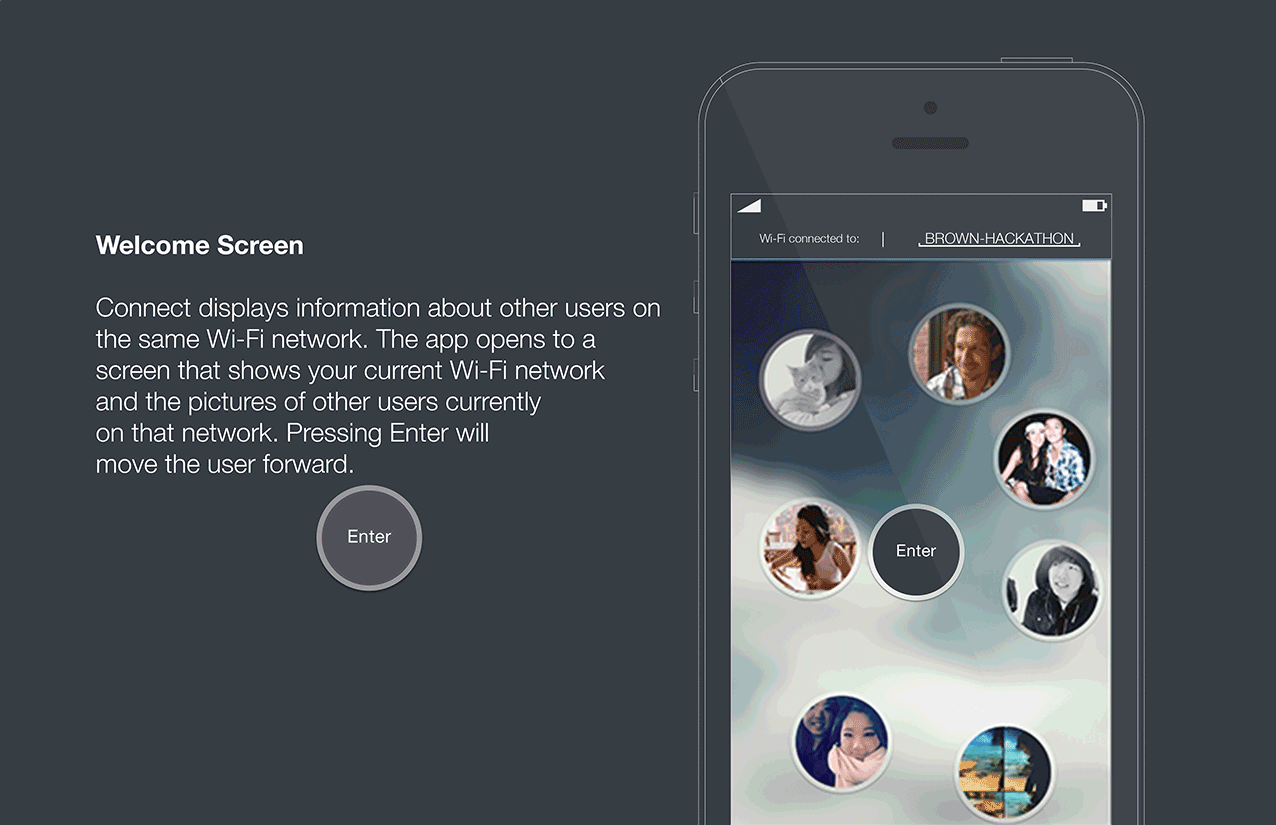 Welcome Screen
Connect displays information about other users on
the same Wi-Fi network. The app opens to a
screen that shows your current Wi-Fi network
and the pictures of other users currently
on that network. Pressing Enter will
move the user forward.
Enter
Wi-Fi connected to:
BROWN-HACKATHON
Enter